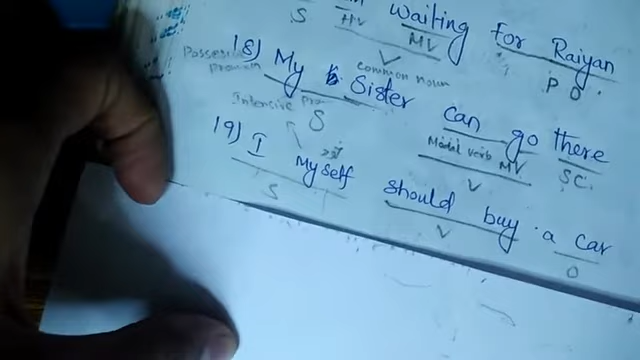 waiting for Raiyan
S HV MV P O.
V
Possess pronoun common noun
18) My Sister can go there
S Modal verb MV SC.
V
Intensive pro
19) I myself should buy a car
S V O